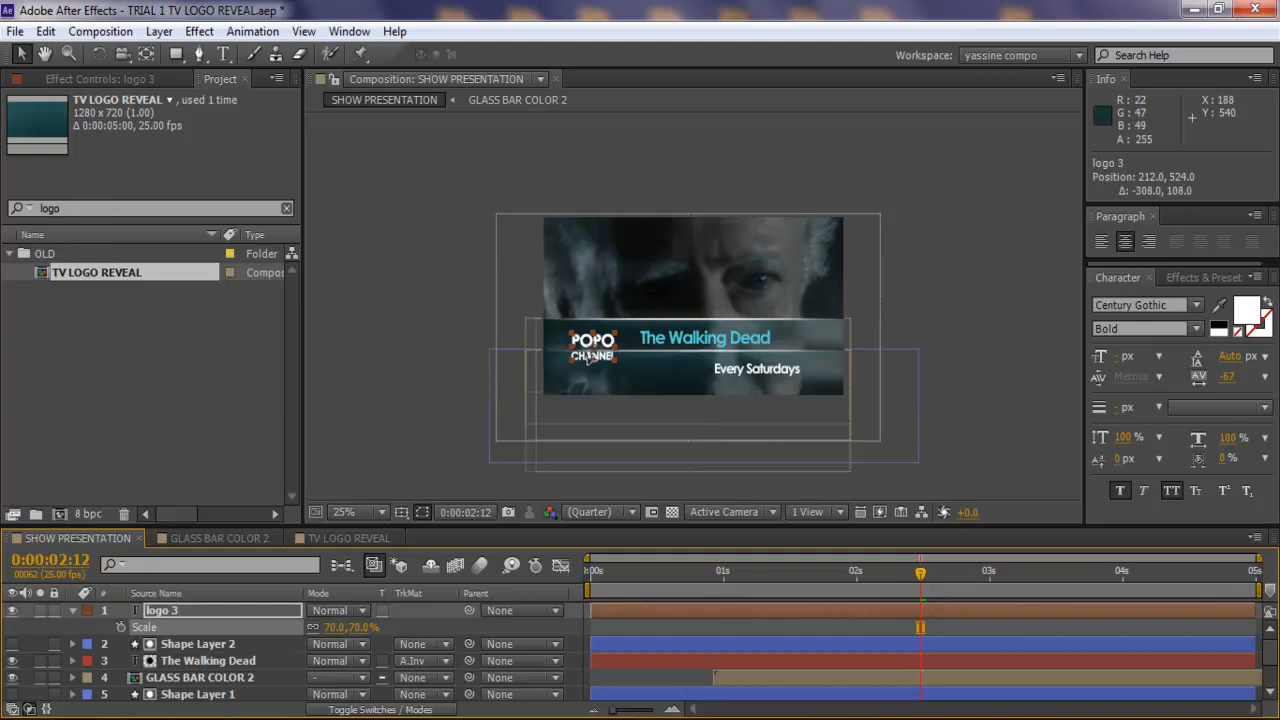 Adobe After Effects - TRIAL 1 TV LOGO REVEAL.aep *
File Edit Composition Layer Effect Animation View Window Help
Workspace: yassine compo Search Help
Effect Controls: logo 3 Project
TV LOGO REVEAL ▾ , used 1 time
1280 x 720 (1.00)
Δ 0:00:05:00, 25.00 fps
logo
Name Type
OLD Folder
TV LOGO REVEAL Compos
8 bpc
Composition: SHOW PRESENTATION
SHOW PRESENTATION GLASS BAR COLOR 2
POPO
CHANNEL
The Walking Dead
Every Saturdays
25% 0:00:02:12 (Quarter) Active Camera 1 View +0.0
Info
R : 22 X : 188
G : 47 Y : 540
B : 49
A : 255
logo 3
Position: 212.0, 524.0
Δ: -308.0, 108.0
Paragraph
Character Effects & Preset
Century Gothic
Bold
- px Auto px
Metrics -67
- px
100 % 100 %
0 px 0 %
T T TT Tт T¹ T₁
SHOW PRESENTATION GLASS BAR COLOR 2 TV LOGO REVEAL
0:00:02:12
00062 (25.00 fps)
:00s 01s 02s 03s 04s 05s
# Source Name Mode T TrkMat Parent
1 T logo 3 Normal None
Scale 70.0,70.0%
2 Shape Layer 2 Normal None None
3 T The Walking Dead Normal A.Inv None
4 GLASS BAR COLOR 2 - None None
5 Shape Layer 1 Normal None None
Toggle Switches / Modes